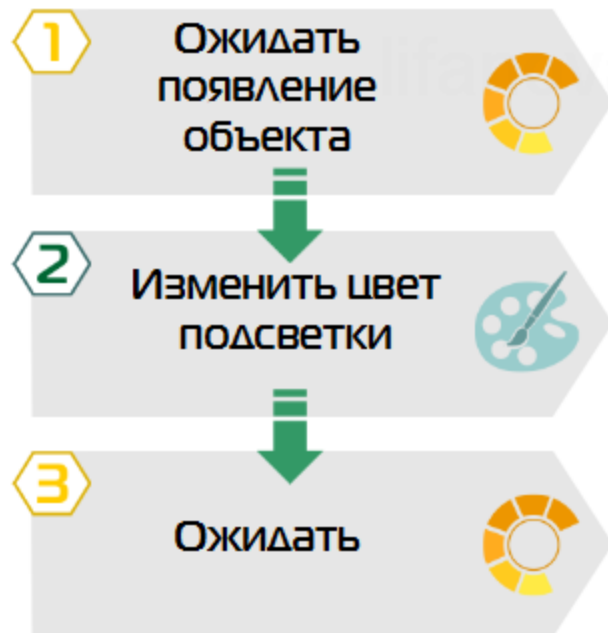 1
Ожидать
появление
объекта
2
Изменить цвет
подсветки
3
Ожидать